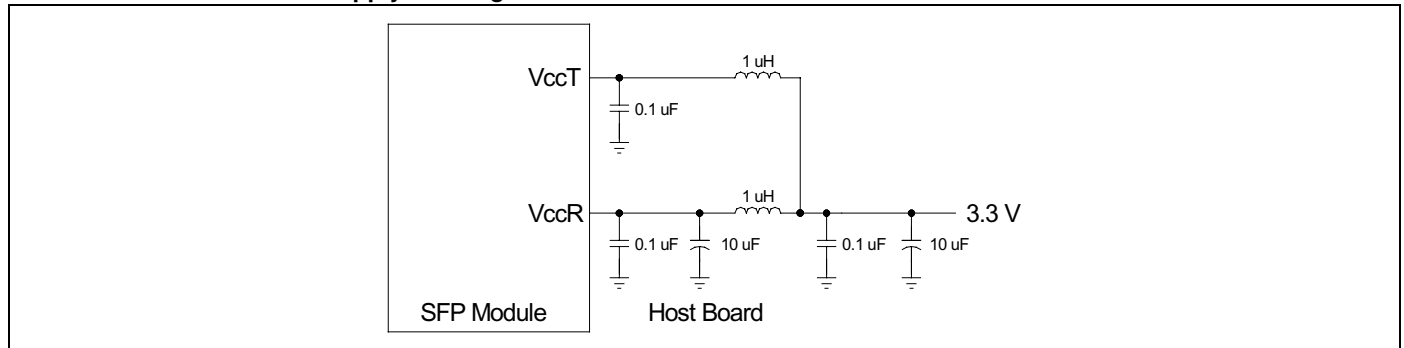 1 uH
VccT
0.1 uF
1 uH
VccR
3.3 V
0.1 uF
10 uF
0.1 uF
10 uF
SFP Module
Host Board